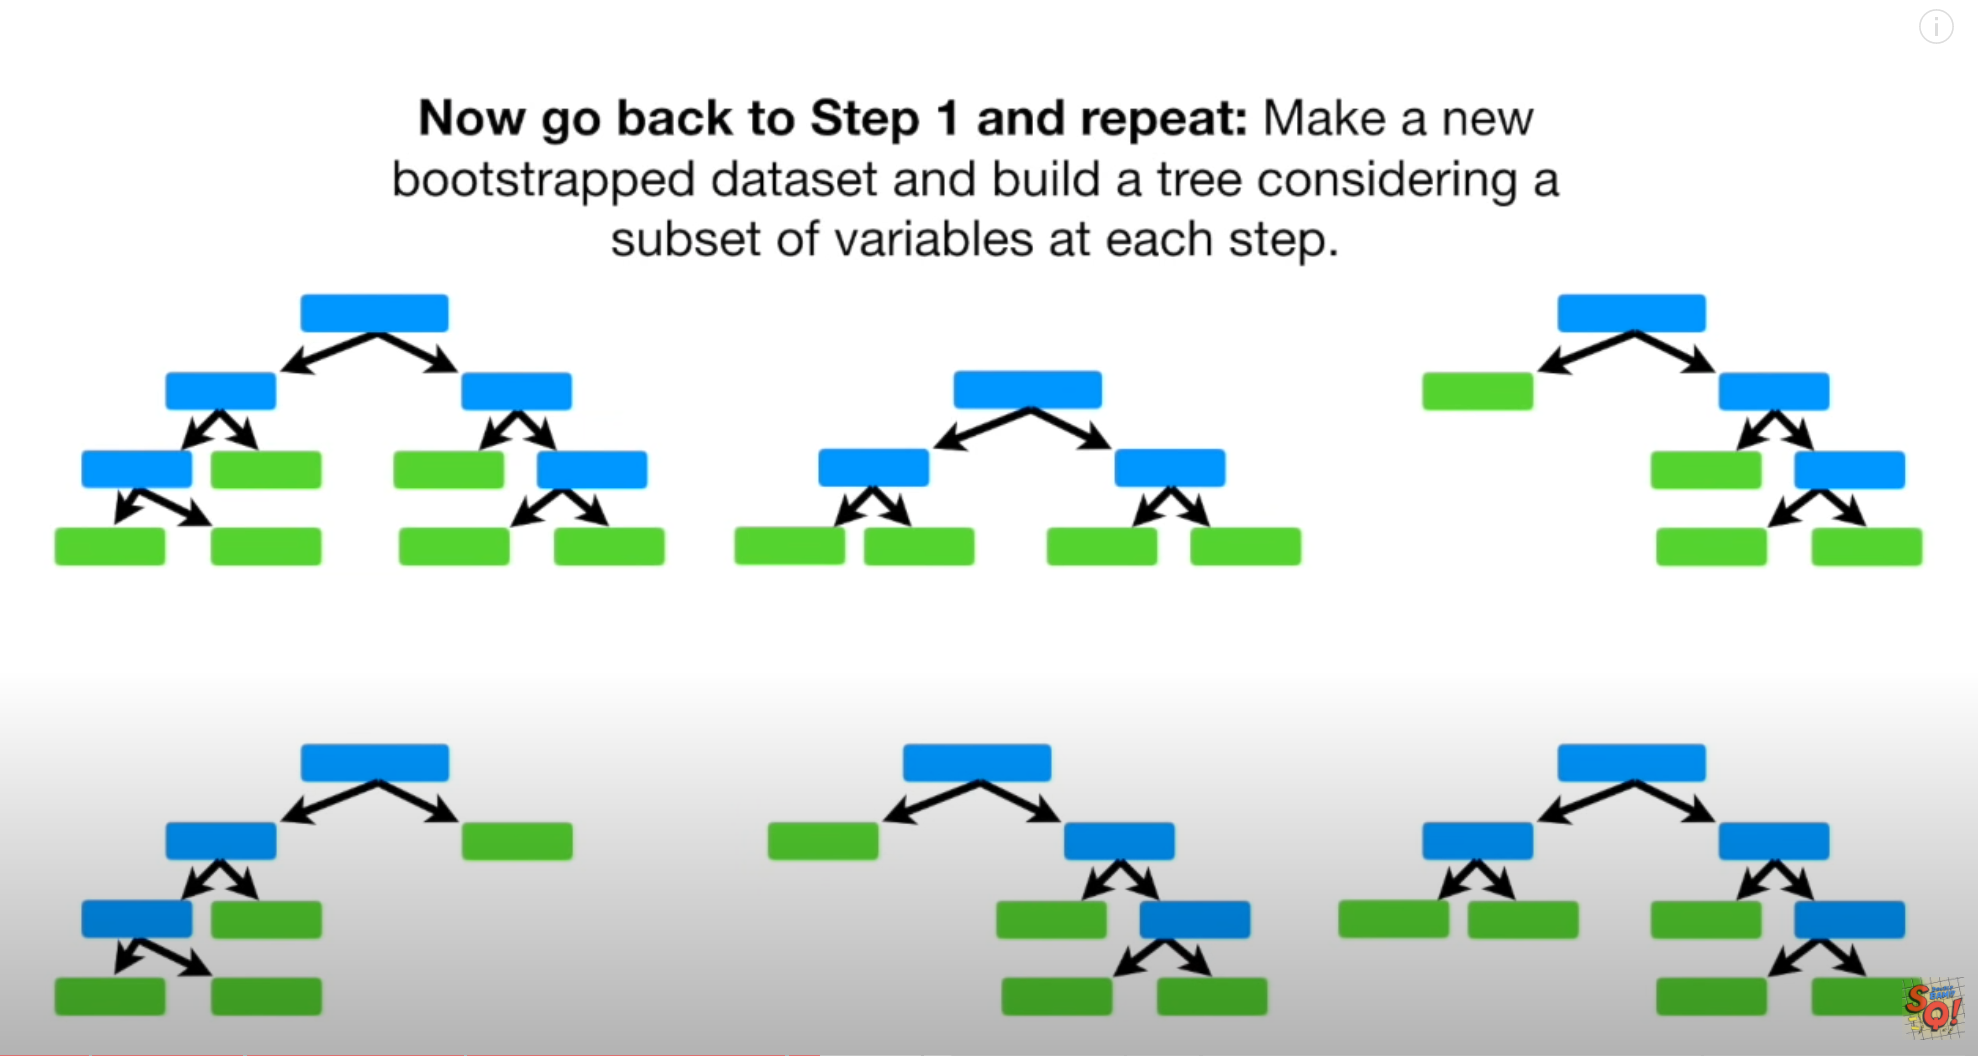 Now go back to Step 1 and repeat: Make a new
bootstrapped dataset and build a tree considering a
subset of variables at each step.
SQ!